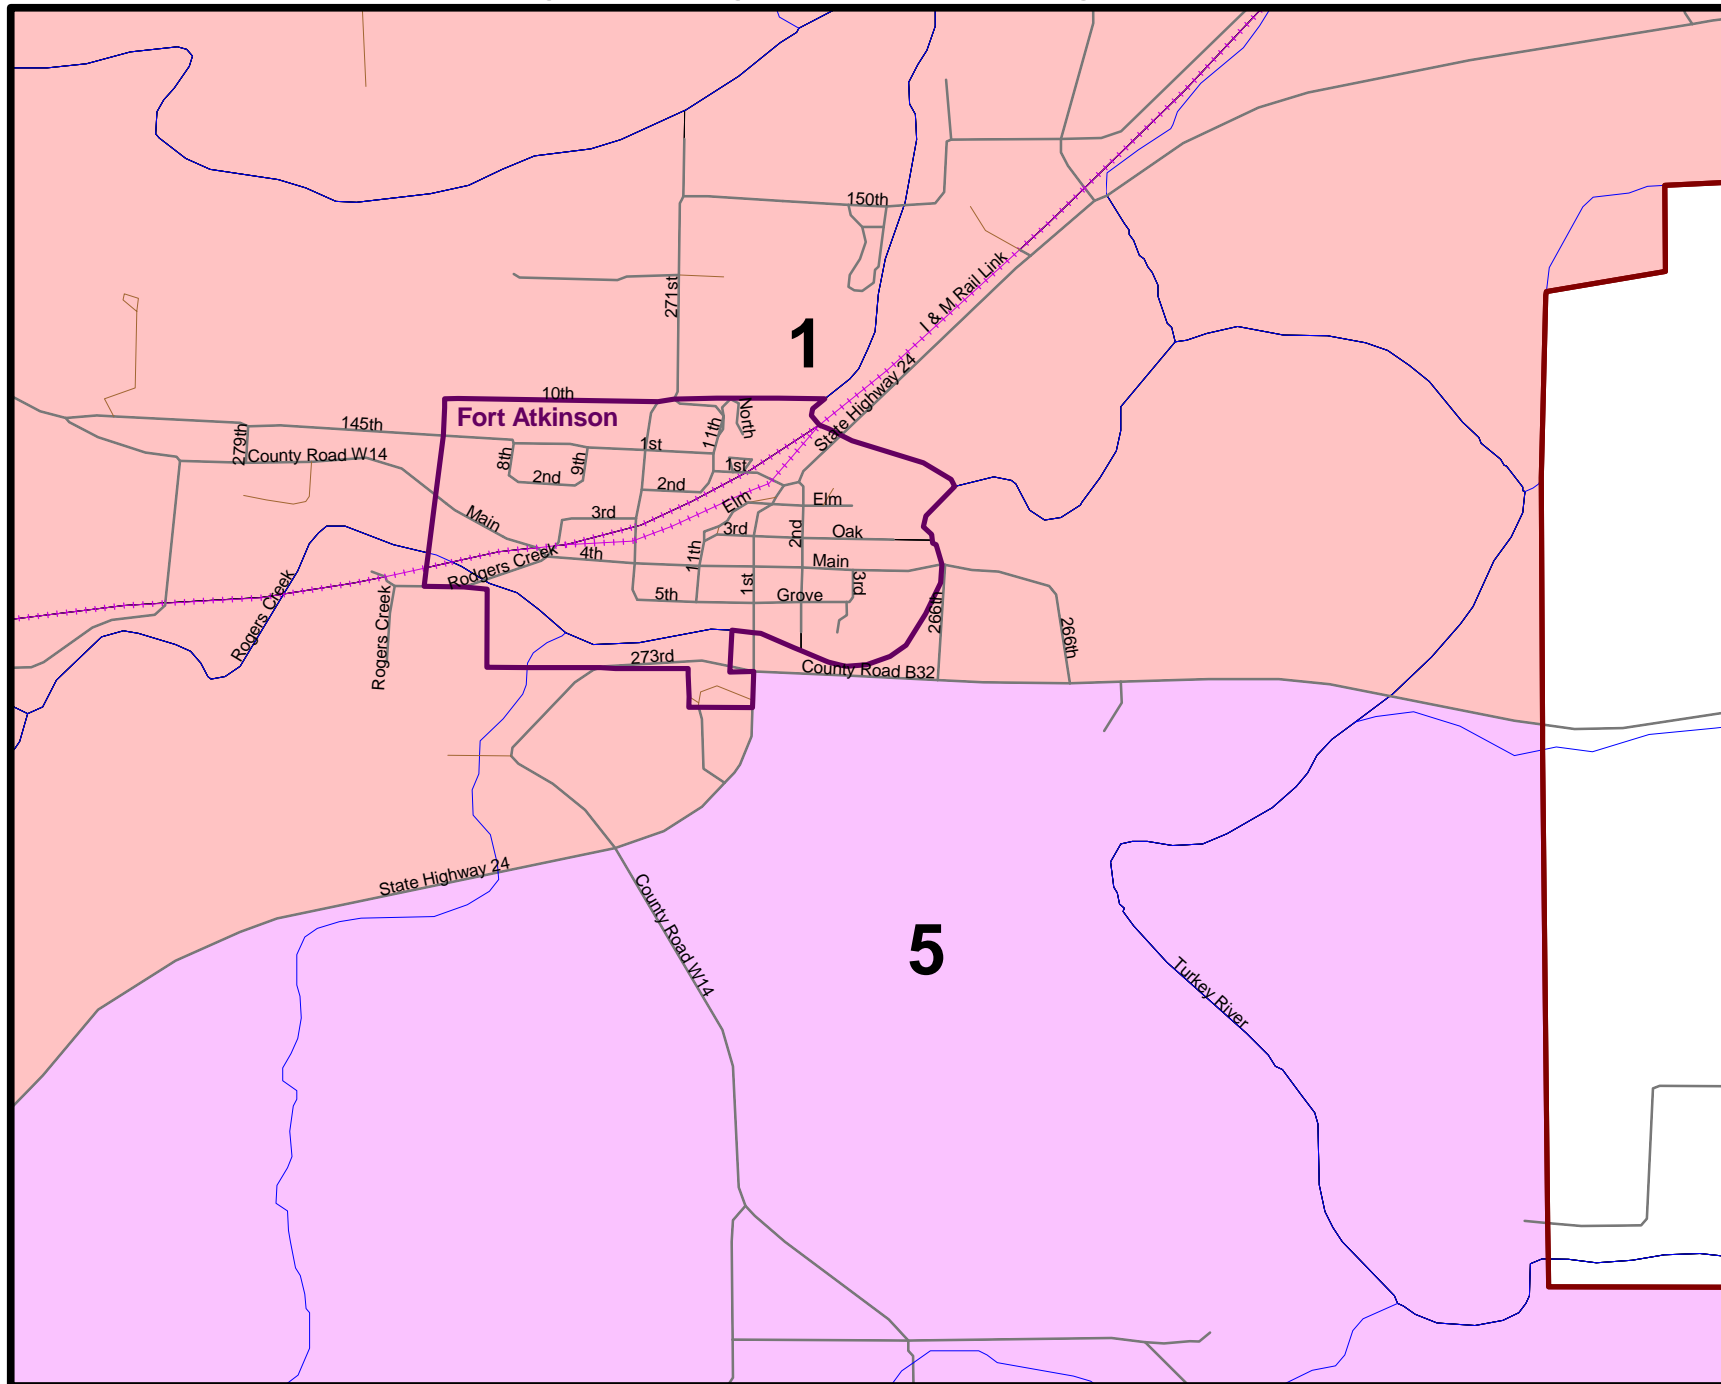 150th
271st
I & M Rail Link
1
State Highway 24
10th
Fort Atkinson
North
11th
145th
279th
County Road W14
1st
8th
9th
2nd
1st
2nd
Elm
Elm
Main
3rd
3rd
2nd
Oak
4th
11th
Main
Rodgers Creek
Rogers Creek
Rogers Creek
1st
5th
Grove
3rd
266th
266th
273rd
County Road B32
State Highway 24
County Road W14
5
Turkey River